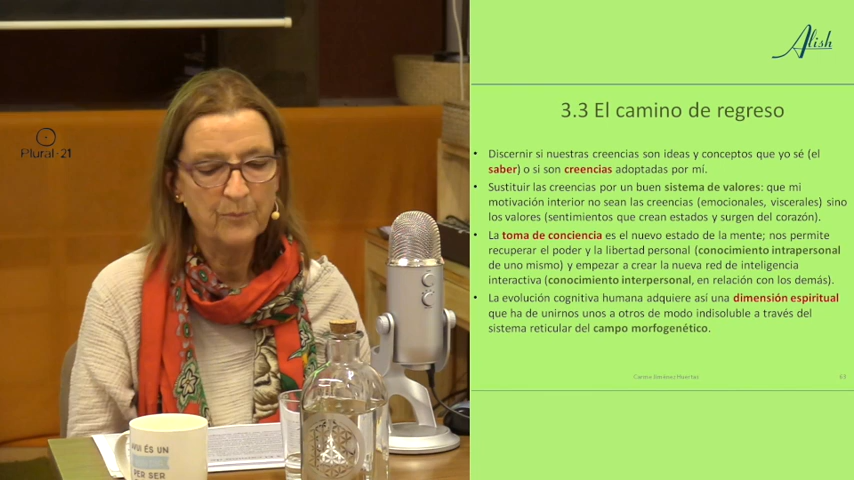 Plural-21
AQUÍ ÉS UN
PER SER
Alish
3.3 El camino de regreso
• Discernir si nuestras creencias son ideas y conceptos que yo sé (el
saber) o si son creencias adoptadas por mí.
• Sustituir las creencias por un buen sistema de valores: que mi
motivación interior no sean las creencias (emocionales, viscerales) sino
los valores (sentimientos que crean estados y surgen del corazón).
• La toma de conciencia es el nuevo estado de la mente; nos permite
recuperar el poder y la libertad personal (conocimiento intrapersonal
de uno mismo) y empezar a crear la nueva red de inteligencia
interactiva (conocimiento interpersonal, en relación con los demás).
• La evolución cognitiva humana adquiere así una dimensión espiritual
que ha de unirnos unos a otros de modo indisoluble a través del
sistema reticular del campo morfogenético.
Carme Jiménez Huertas
63